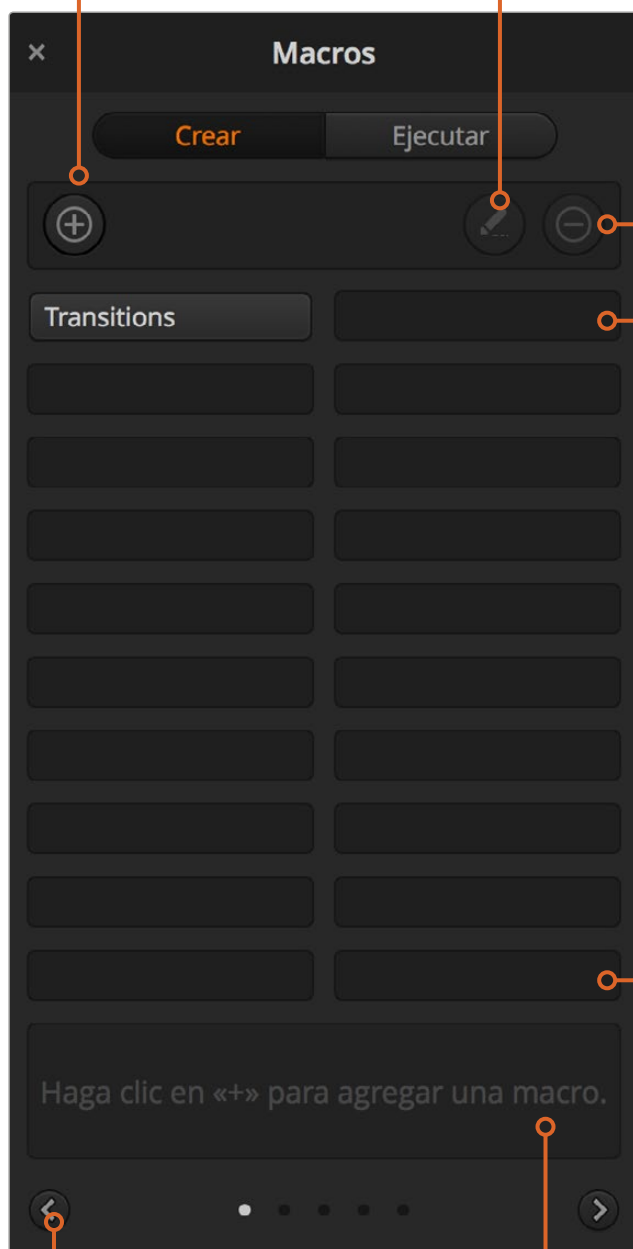 Macros
Crear Ejecutar
Transitions
Haga clic en «+» para agregar una macro.